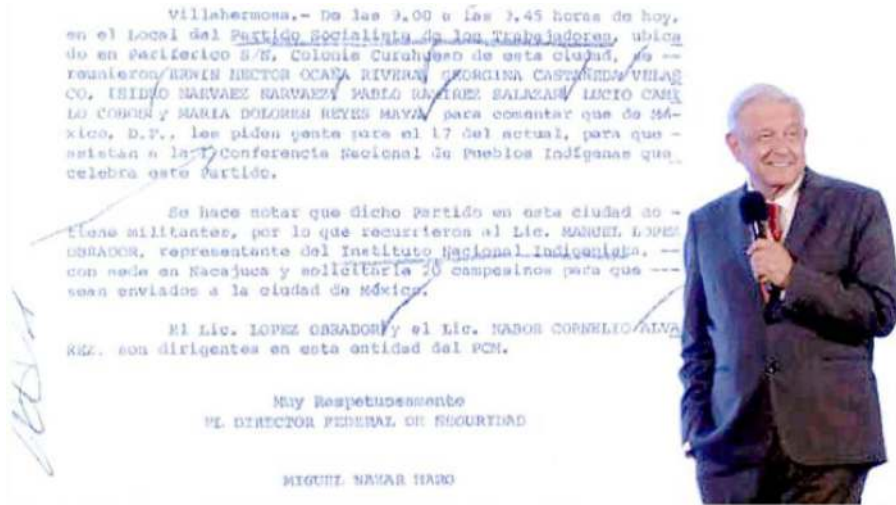 Villahermosa.- De las 9.00 a las 9.45 horas de hoy,
en el Local del Partido Socialista de los Trabajadores, ubica
do en Periferico S/N, Colonia Curahueso de esta ciudad, se --
reunieron ERWIN HECTOR OCAÑA RIVERA, GEORGINA CASTAÑEDA VELAS
CO, ISIDRO NARVAEZ NARVAEZ, PABLO RAMIREZ SALAZAR, LUCIO CAMI
LO COBOS y MARIA DOLORES REYES MAYA, para comentar que de Mé-
xico, D.F., les piden gente para el 17 del actual, para que -
asistan a la Conferencia Nacional de Pueblos Indígenas que
celebra este Partido.
Se hace notar que dicho Partido en esta ciudad no -
tiene militantes, por lo que recurrieron al Lic. MANUEL LOPEZ
OBRADOR, representante del Instituto Nacional Indigenista, --
con sede en Nacajuca y solicitarle 20 campesinos para que ---
sean enviados a la ciudad de México.
El Lic. LOPEZ OBRADOR y el Lic. NABOR CORNELIO ALVA
REZ, son dirigentes en esta entidad del PCM.
Muy Respetuosamente
EL DIRECTOR FEDERAL DE SEGURIDAD
MIGUEL NAZAR HARO